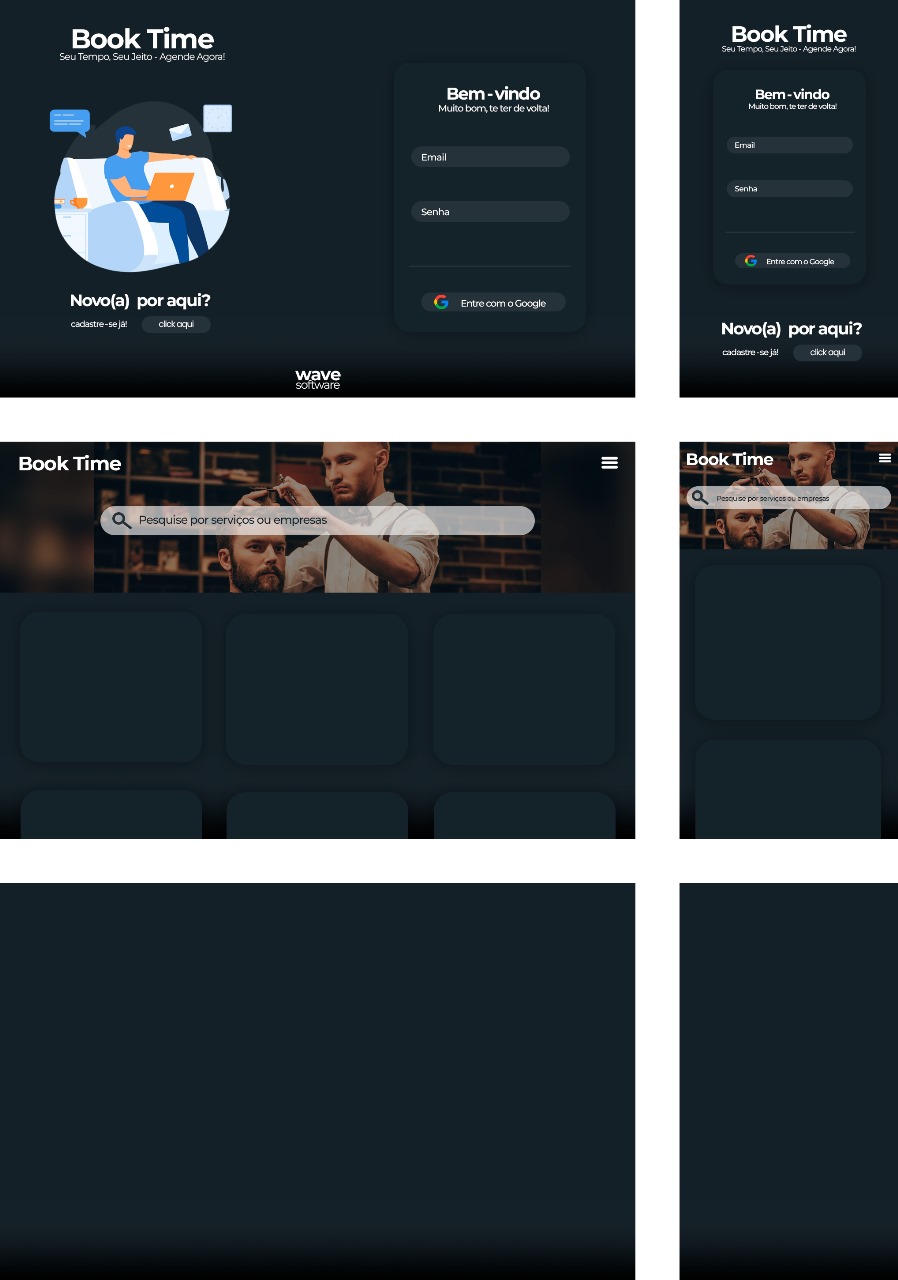 Book Time
Seu Tempo, Seu Jeito - Agende Agora!
Bem-vindo
Muito bom, te ter de volta!
Email
Senha
Entre com o Google
Novo(a) por aqui?
cadastre-se já!
click aqui
wave
software
Book Time
Seu Tempo, Seu Jeito - Agende Agora!
Bem-vindo
Muito bom, te ter de volta!
Email
Senha
Entre com o Google
Novo(a) por aqui?
cadastre-se já!
click aqui
Book Time
Pesquise por serviços ou empresas
Book Time
Pesquise por serviços ou empresas